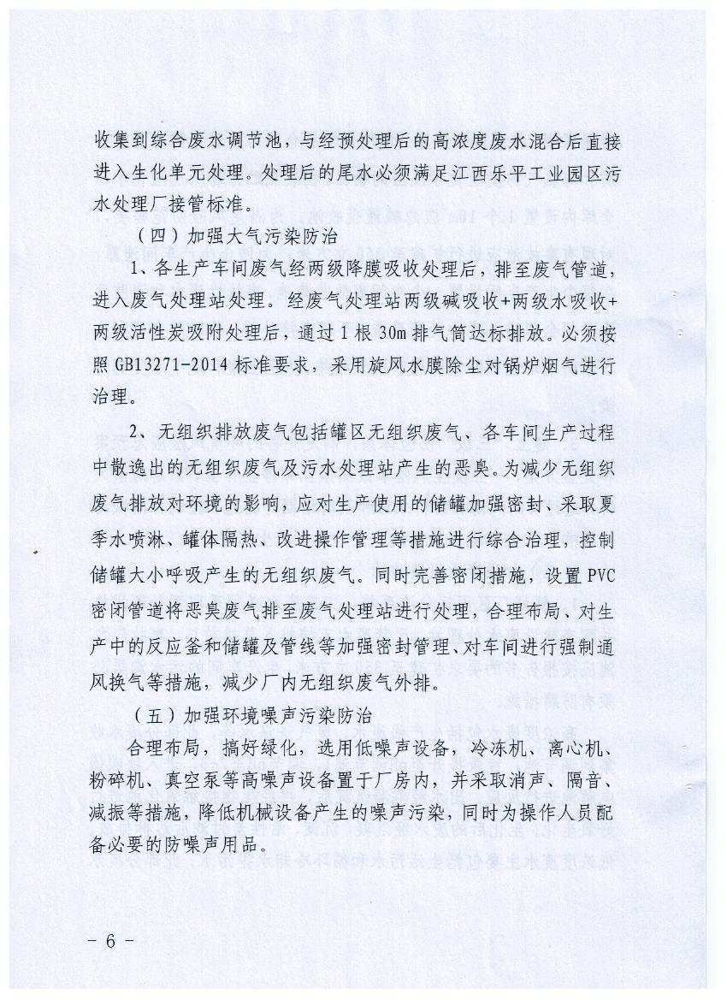 收集到综合废水调节池，与经预处理后的高浓度废水混合后直接
进入生化单元处理。处理后的尾水必须满足江西乐平工业园区污
水处理厂接管标准。
（四）加强大气污染防治
1、各生产车间废气经两级降膜吸收处理后，排至废气管道，
进入废气处理站处理。经废气处理站两级碱吸收+两级水吸收+
两级活性炭吸附处理后，通过1根30m排气筒达标排放。必须按
照GB13271-2014标准要求，采用旋风水膜除尘对锅炉烟气进行
治理。
2、无组织排放废气包括罐区无组织废气、各车间生产过程
中散逸出的无组织废气及污水处理站产生的恶臭。为减少无组织
废气排放对环境的影响，应对生产使用的储罐加强密封、采取夏
季水喷淋、罐体隔热、改进操作管理等措施进行综合治理，控制
储罐大小呼吸产生的无组织废气。同时完善密闭措施，设置PVC
密闭管道将恶臭废气排至废气处理站进行处理，合理布局、对生
产中的反应釜和储罐及管线等加强密封管理、对车间进行强制通
风换气等措施，减少厂内无组织废气外排。
（五）加强环境噪声污染防治
合理布局，搞好绿化，选用低噪声设备，冷冻机、离心机、
粉碎机、真空泵等高噪声设备置于厂房内，并采取消声、隔音、
减振等措施，降低机械设备产生的噪声污染，同时为操作人员配
备必要的防噪声用品。
- 6 -